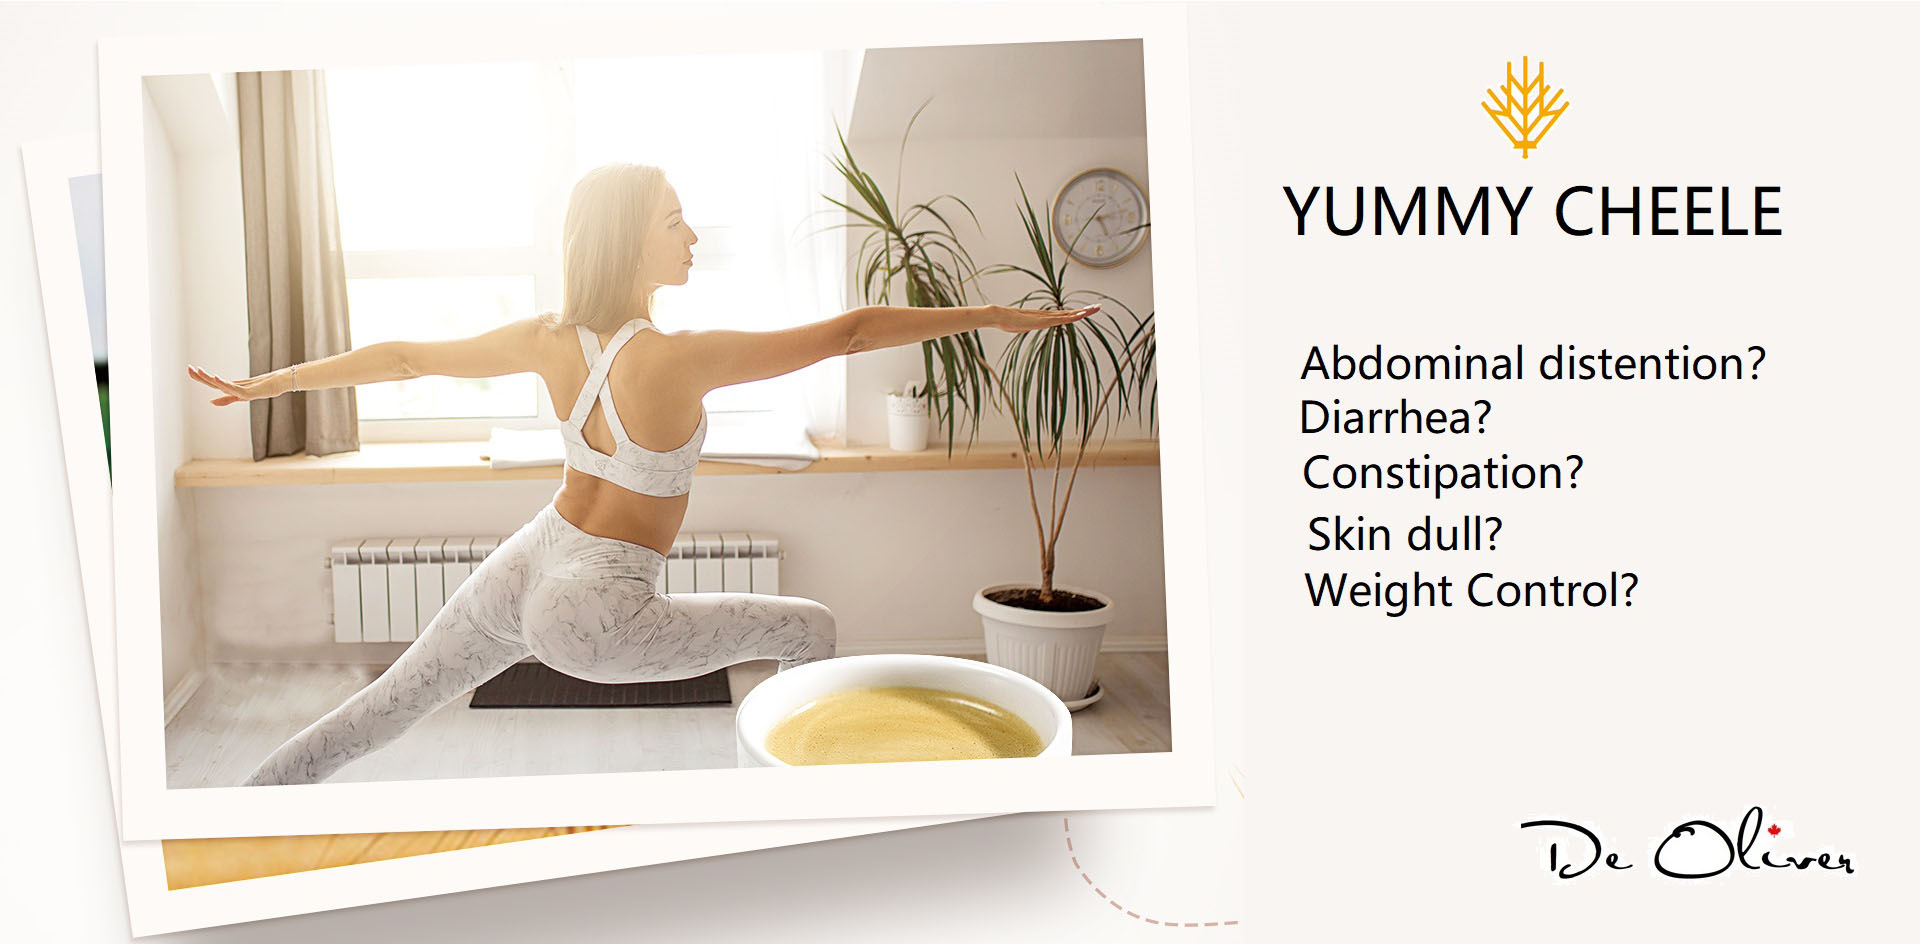 YUMMY CHEELE
Abdominal distention?
Diarrhea?
Constipation?
Skin dull?
Weight Control?
De Oliver